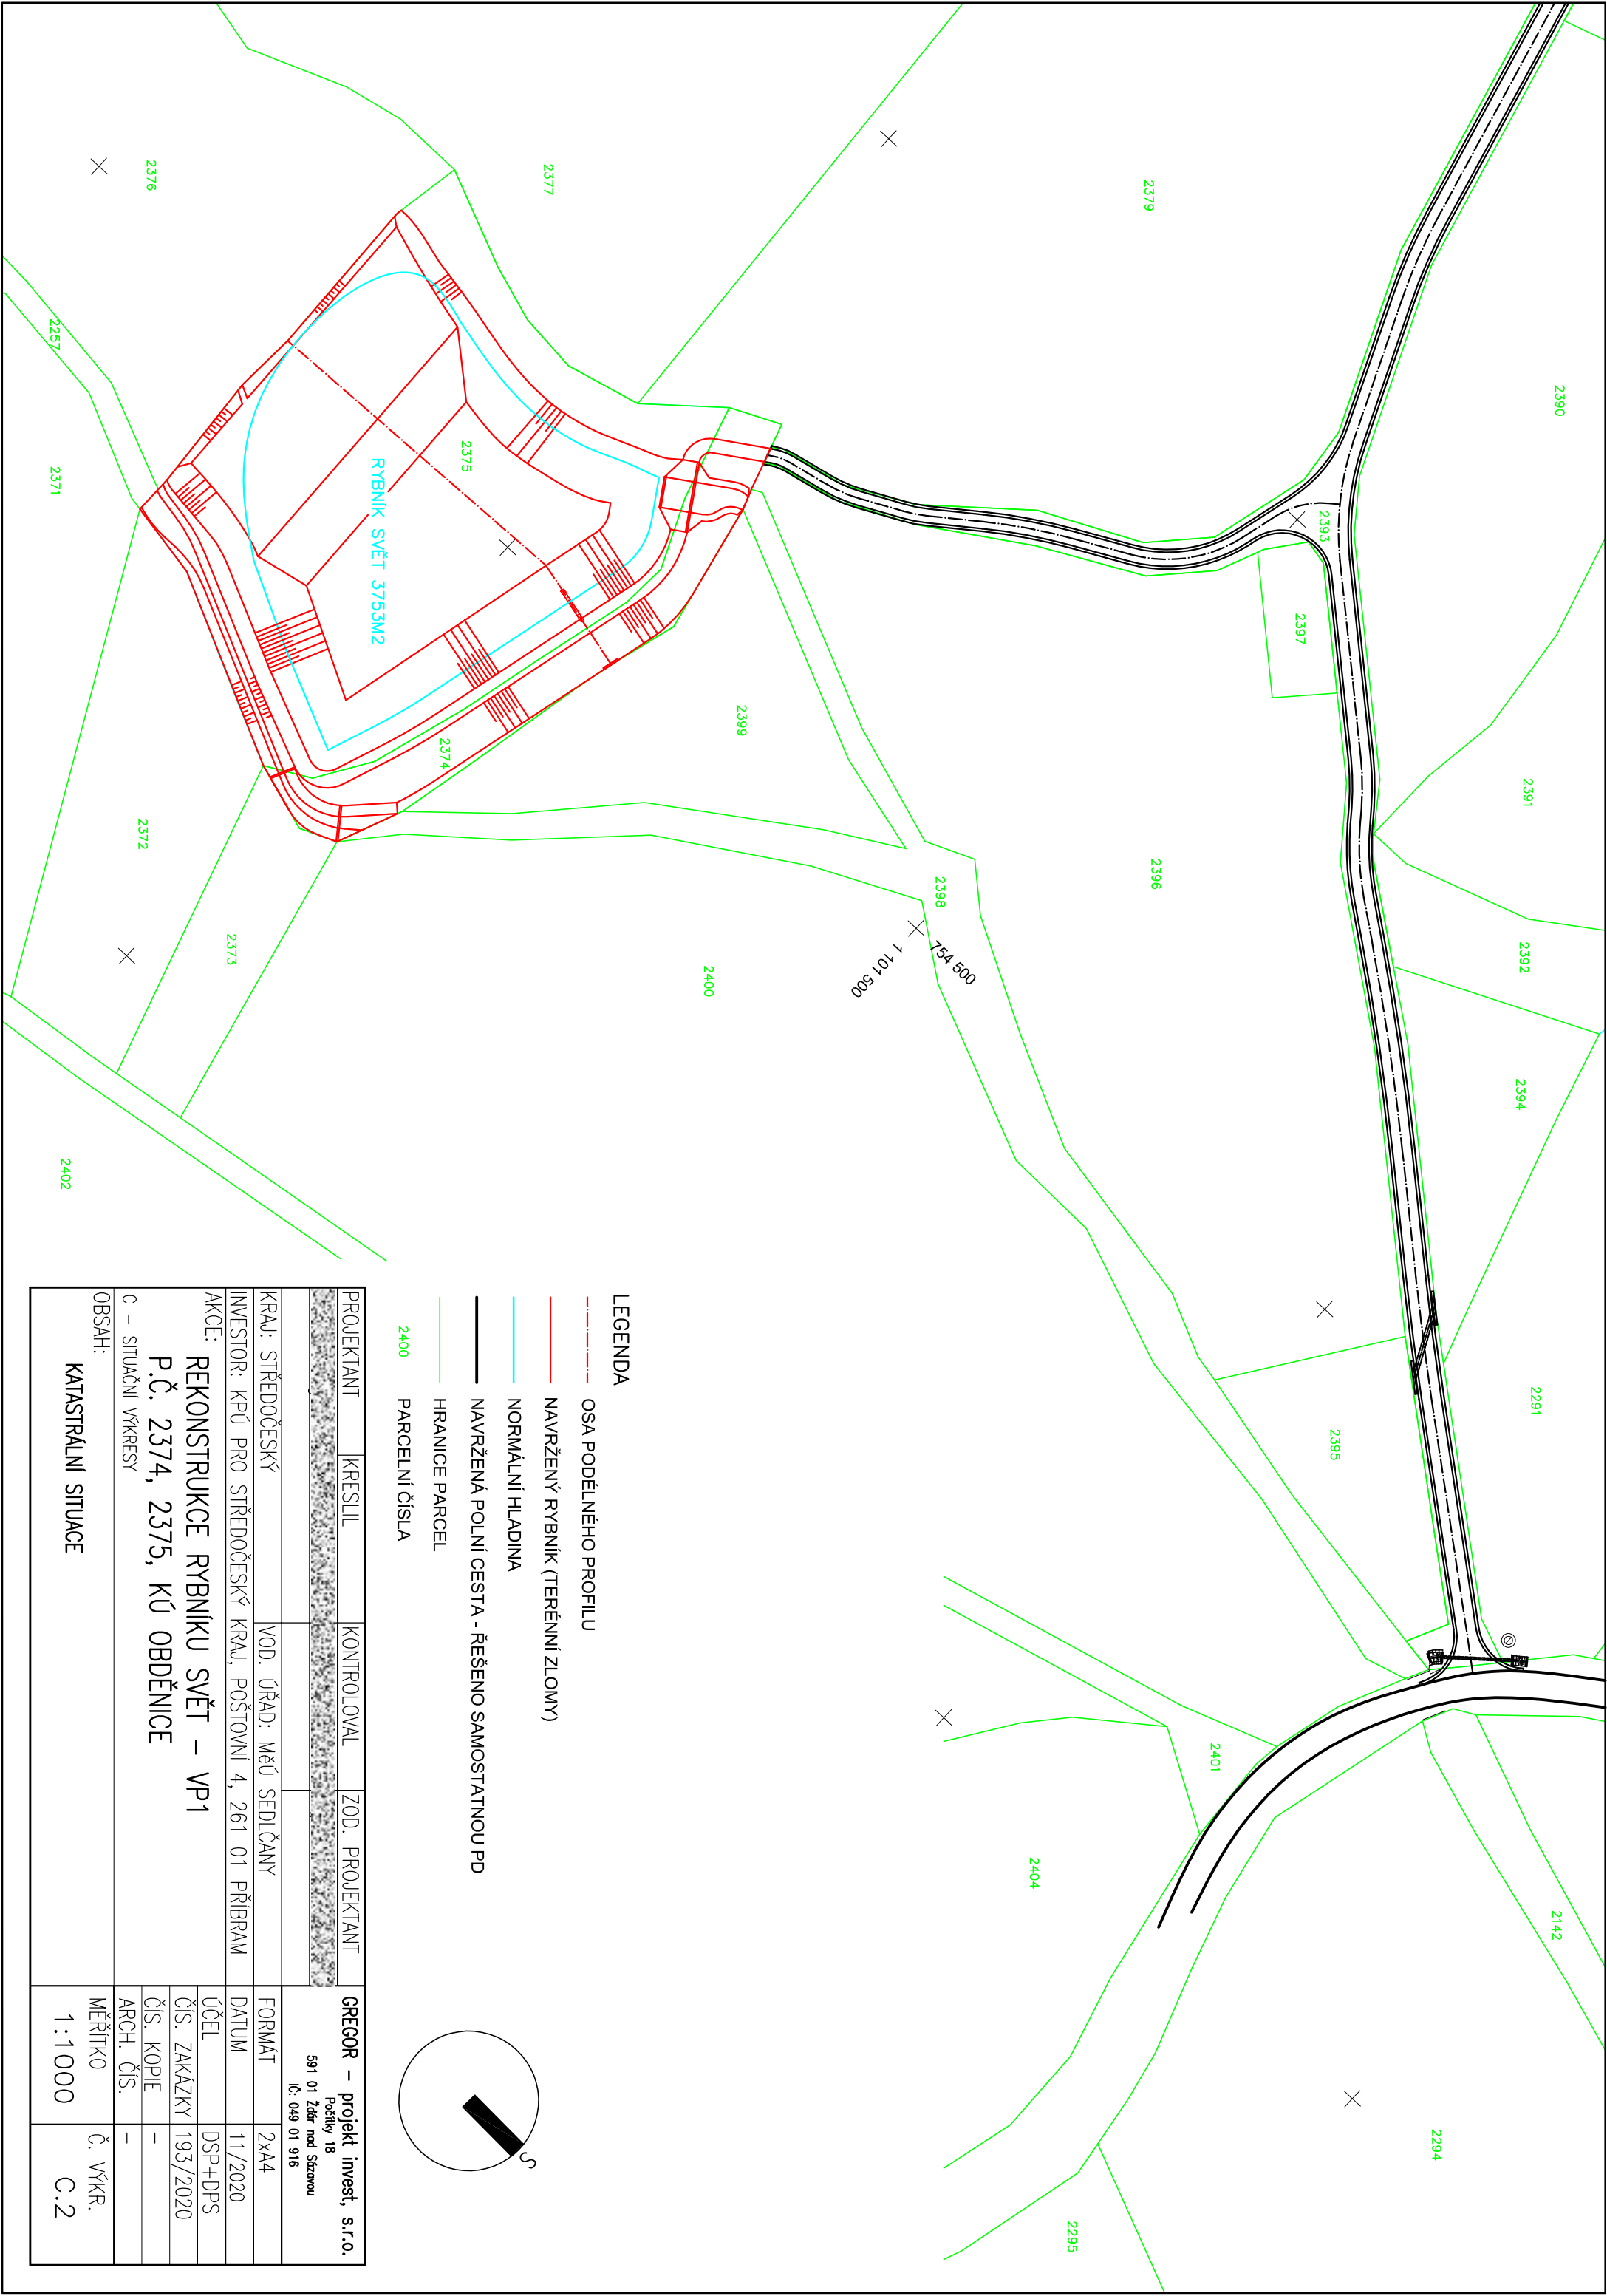 2376
2377
2379
2390
2257
2371
2375
RYBNÍK SVĚT 3753M2
2393
2397
2374
2399
2391
2372
2396
2398
2392
2373
2400
754 500
1 101 500
2394
2402
2291
2395
2401
2404
2142
2294
2295
LEGENDA
OSA PODÉLNÉHO PROFILU
NAVRŽENÝ RYBNÍK (TERÉNNÍ ZLOMY)
NORMÁLNÍ HLADINA
NAVRŽENÁ POLNÍ CESTA - ŘEŠENO SAMOSTATNOU PD
HRANICE PARCEL
2400 PARCELNÍ ČÍSLA
S
PROJEKTANT KRESLIL KONTROLOVAL ZOD. PROJEKTANT
GREGOR – projekt invest, s.r.o.
Počítky 18
591 01 Žďár nad Sázavou
IČ: 049 01 916
KRAJ: STŘEDOČESKÝ VOD. ÚŘAD: MěÚ SEDLČANY
INVESTOR: KPÚ PRO STŘEDOČESKÝ KRAJ, POŠTOVNÍ 4, 261 01 PŘÍBRAM
AKCE:
REKONSTRUKCE RYBNÍKU SVĚT – VP1
P.Č. 2374, 2375, KÚ OBDĚNICE
C – SITUAČNÍ VÝKRESY
OBSAH:
KATASTRÁLNÍ SITUACE
FORMÁT 2xA4
DATUM 11/2020
ÚČEL DSP+DPS
ČÍS. ZAKÁZKY 193/2020
ČÍS. KOPIE –
ARCH. ČÍS. –
MĚŘÍTKO Č. VÝKR.
1:1000 C.2